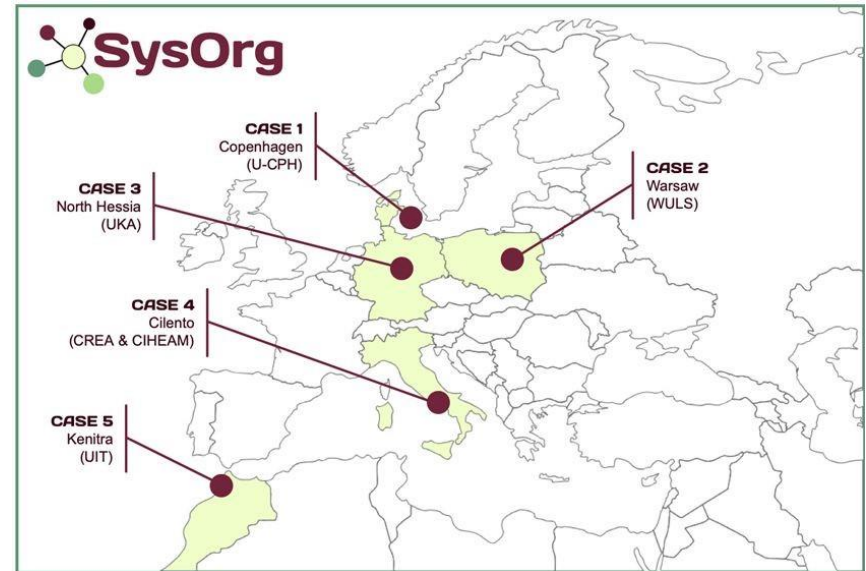 SysOrg
CASE 1
Copenhagen
(U-CPH)
CASE 2
Warsaw
(WULS)
CASE 3
North Hessia
(UKA)
CASE 4
Cilento
(CREA & CIHEAM)
CASE 5
Kenitra
(UIT)